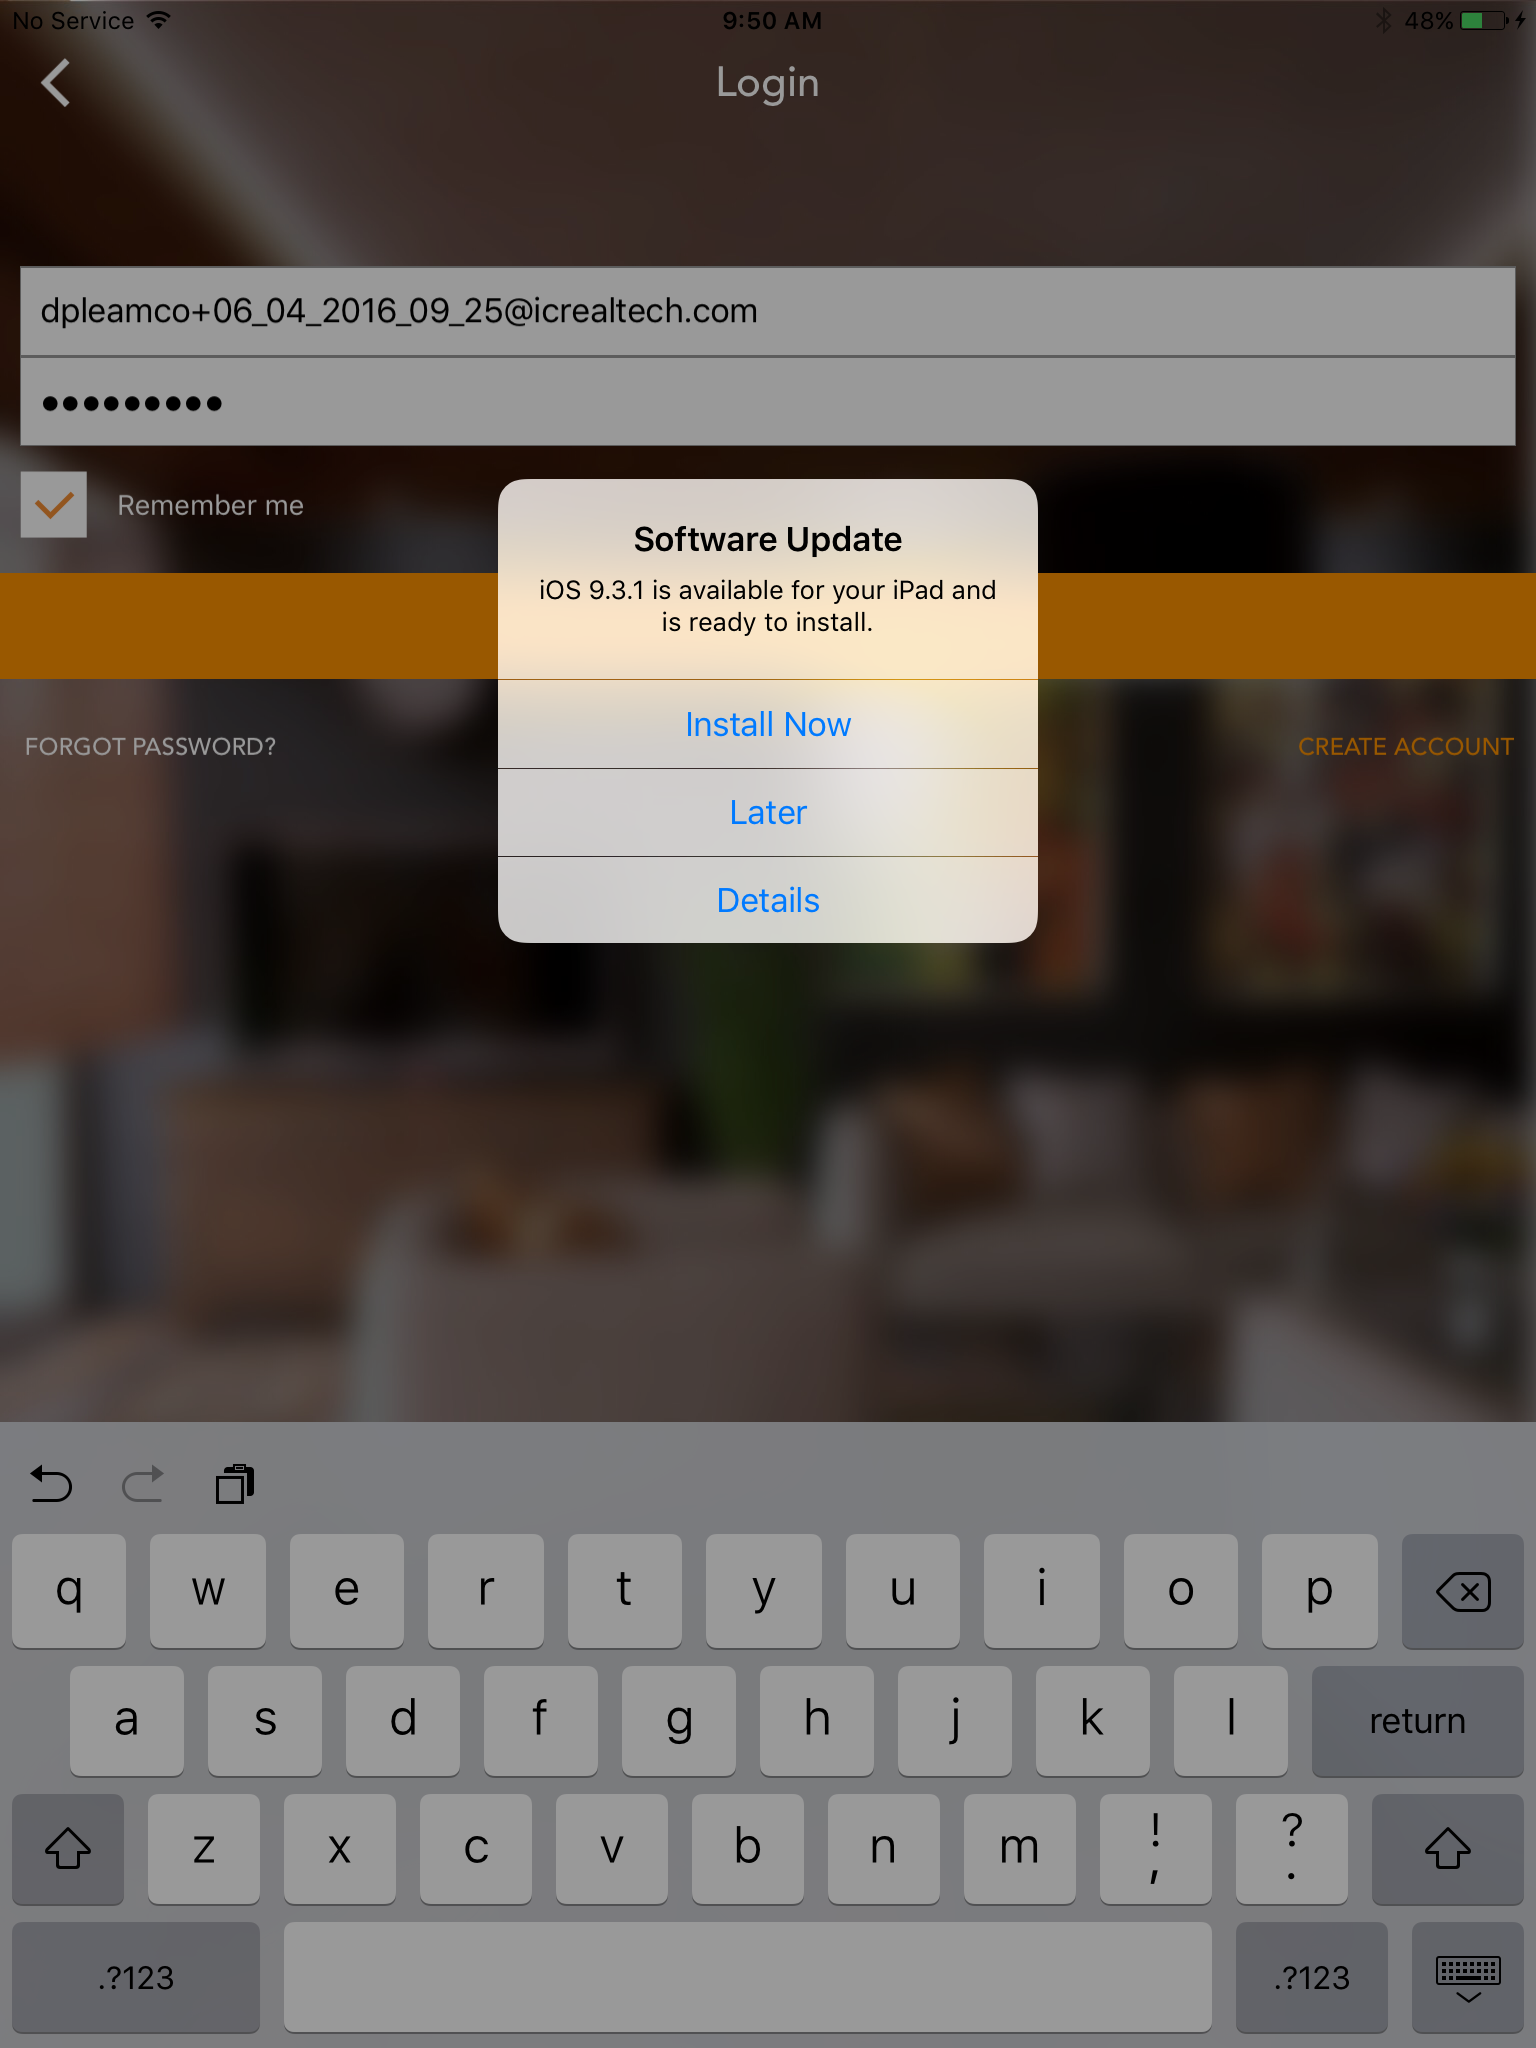 No Service 9:50 AM 48%
Login
dpleamco+06_04_2016_09_25@icrealtech.com
•••••••••
Remember me
Software Update
iOS 9.3.1 is available for your iPad and
is ready to install.
Install Now
FORGOT PASSWORD?
CREATE ACCOUNT
Later
Details
q w e r t y u i o p
a s d f g h j k l return
z x c v b n m ! , ? .
.?123 .?123